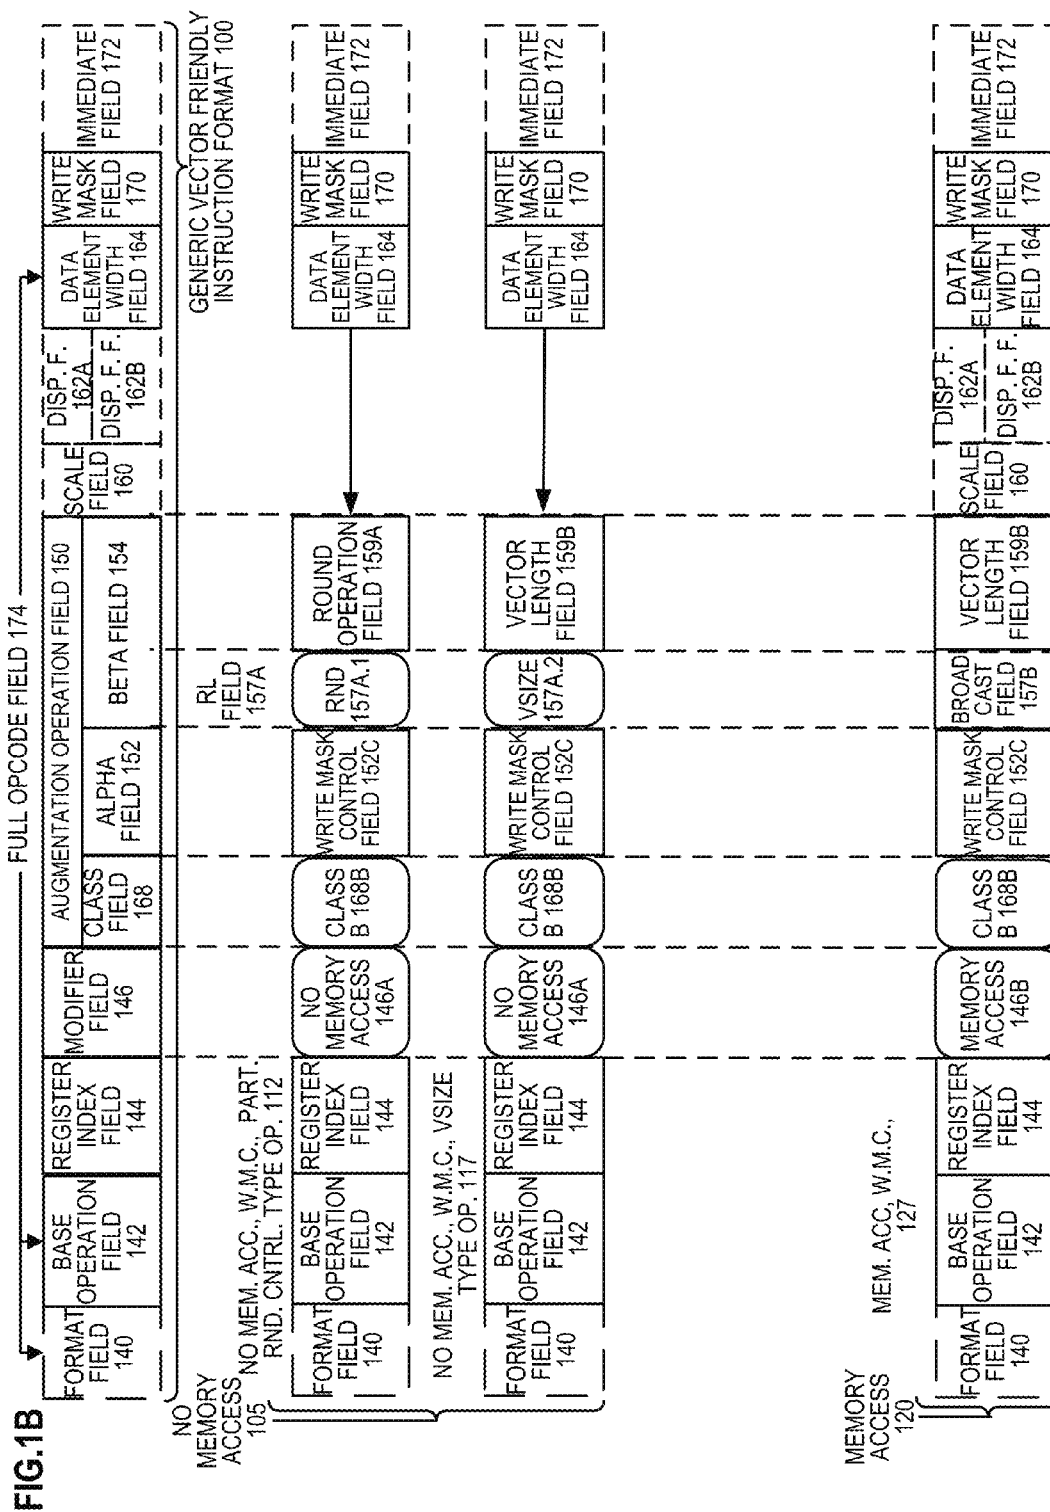 FIG.1B
FULL OPCODE FIELD 174
FORMAT
FIELD
140
BASE
OPERATION
FIELD
142
REGISTER
INDEX
FIELD
144
MODIFIER
FIELD
146
AUGMENTATION OPERATION FIELD 150
CLASS
FIELD
168
ALPHA
FIELD 152
BETA FIELD 154
SCALE
FIELD
160
DISP. F.
162A
DISP. F. F.
162B
DATA
ELEMENT
WIDTH
FIELD 164
WRITE
MASK
FIELD
170
IMMEDIATE
FIELD 172
GENERIC VECTOR FRIENDLY
INSTRUCTION FORMAT 100
NO
MEMORY
ACCESS
105
NO MEM. ACC., W.M.C., PART.
RND. CNTRL. TYPE OP. 112
RL
FIELD
157A
FORMAT
FIELD
140
BASE
OPERATION
FIELD
142
REGISTER
INDEX
FIELD
144
NO
MEMORY
ACCESS
146A
CLASS
B 168B
WRITE MASK
CONTROL
FIELD 152C
RND
157A.1
ROUND
OPERATION
FIELD 159A
DATA
ELEMENT
WIDTH
FIELD 164
WRITE
MASK
FIELD
170
IMMEDIATE
FIELD 172
NO MEM. ACC., W.M.C., VSIZE
TYPE OP. 117
FORMAT
FIELD
140
BASE
OPERATION
FIELD
142
REGISTER
INDEX
FIELD
144
NO
MEMORY
ACCESS
146A
CLASS
B 168B
WRITE MASK
CONTROL
FIELD 152C
VSIZE
157A.2
VECTOR
LENGTH
FIELD 159B
DATA
ELEMENT
WIDTH
FIELD 164
WRITE
MASK
FIELD
170
IMMEDIATE
FIELD 172
MEMORY
ACCESS
120
MEM. ACC, W.M.C.,
127
FORMAT
FIELD
140
BASE
OPERATION
FIELD
142
REGISTER
INDEX
FIELD
144
MEMORY
ACCESS
146B
CLASS
B 168B
WRITE MASK
CONTROL
FIELD 152C
BROAD
CAST
FIELD
157B
VECTOR
LENGTH
FIELD 159B
SCALE
FIELD
160
DISP. F.
162A
DISP. F. F.
162B
DATA
ELEMENT
WIDTH
FIELD 164
WRITE
MASK
FIELD
170
IMMEDIATE
FIELD 172